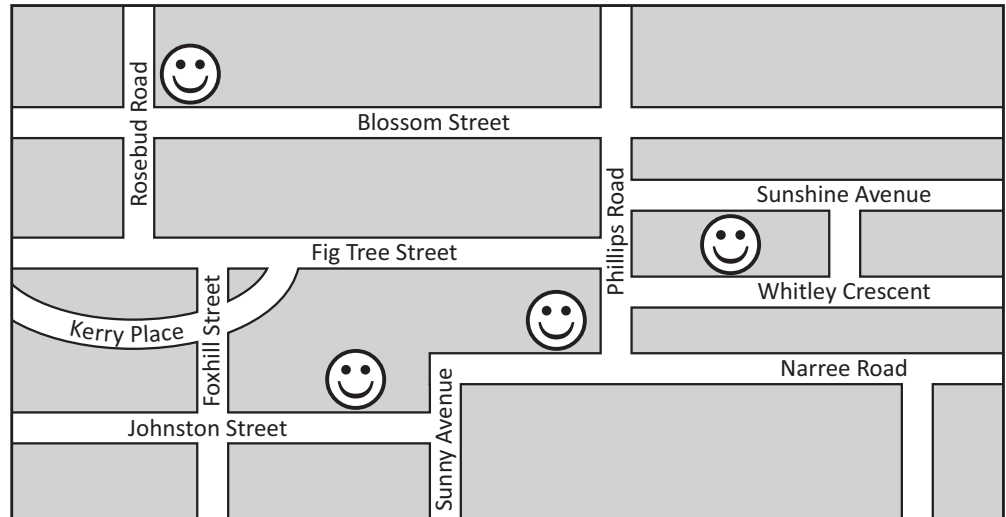 Rosebud Road
Blossom Street
Phillips Road
Sunshine Avenue
Fig Tree Street
Whitley Crescent
Kerry Place
Foxhill Street
Narree Road
Johnston Street
Sunny Avenue